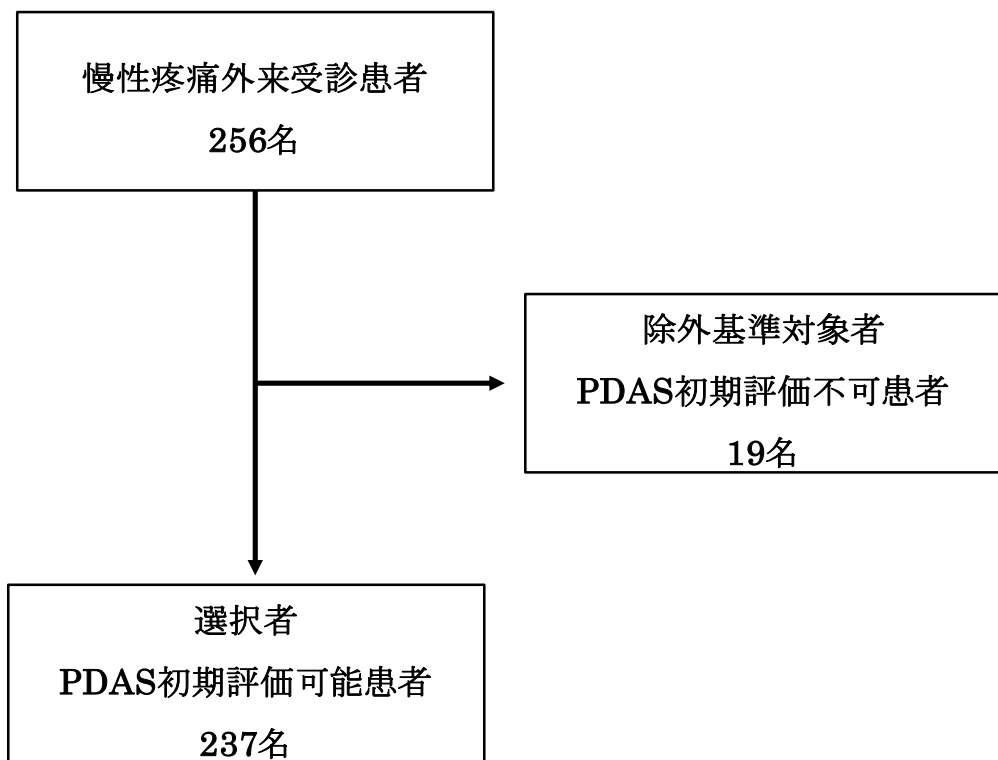 慢性疼痛外来受診患者
256名
除外基準対象者
PDAS初期評価不可患者
19名
選択者
PDAS初期評価可能患者
237名